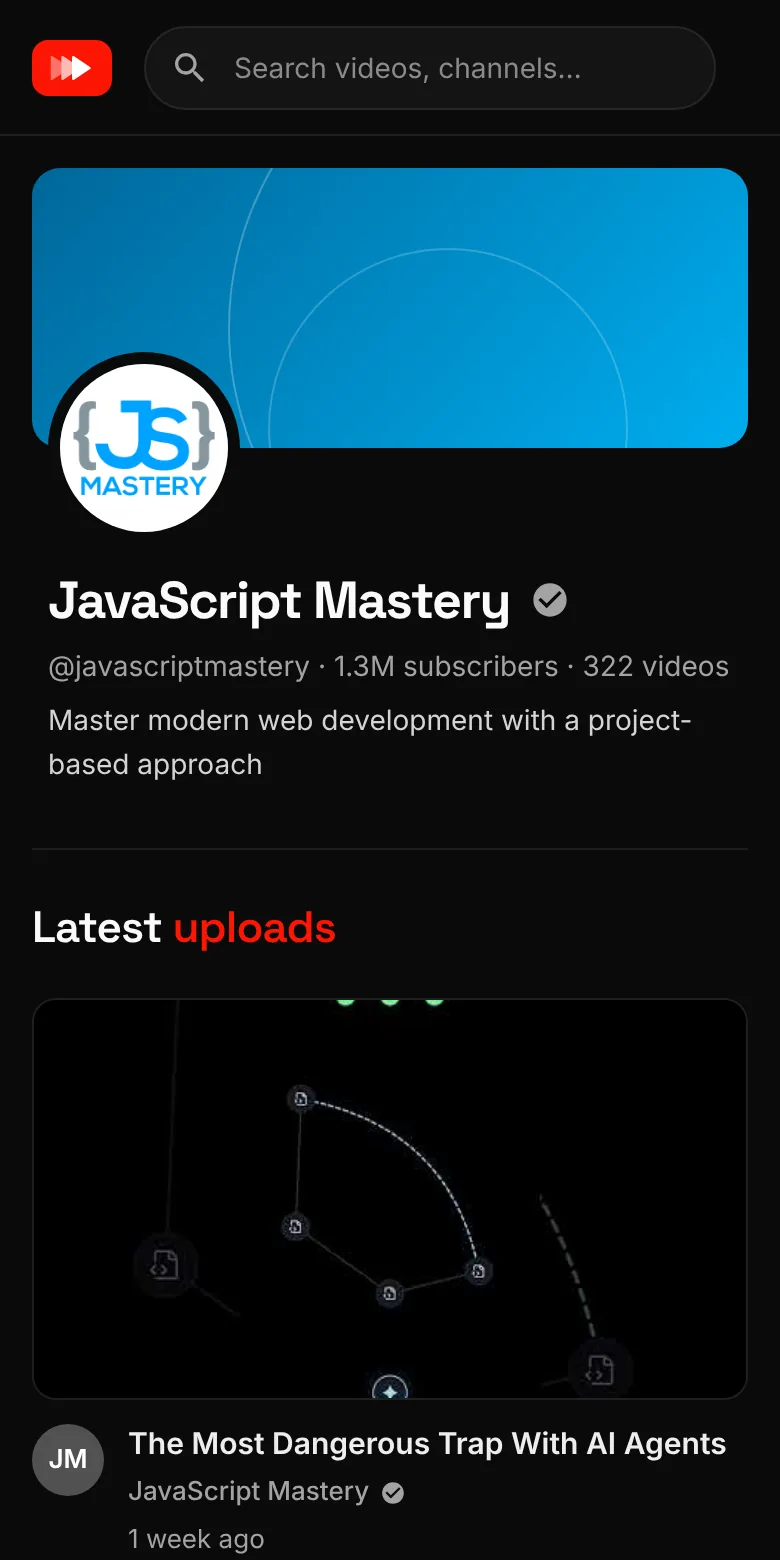 Search videos, channels...
{JS}
MASTERY
JavaScript Mastery
@javascriptmastery · 1.3M subscribers · 322 videos
Master modern web development with a project-
based approach
Latest uploads
JM
The Most Dangerous Trap With AI Agents
JavaScript Mastery
1 week ago